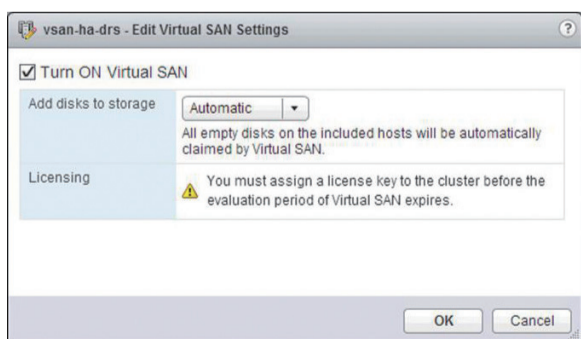 vsan-ha-drs - Edit Virtual SAN Settings
?
Turn ON Virtual SAN
Add disks to storage
Automatic
All empty disks on the included hosts will be automatically
claimed by Virtual SAN.
Licensing
You must assign a license key to the cluster before the
evaluation period of Virtual SAN expires.
OK
Cancel